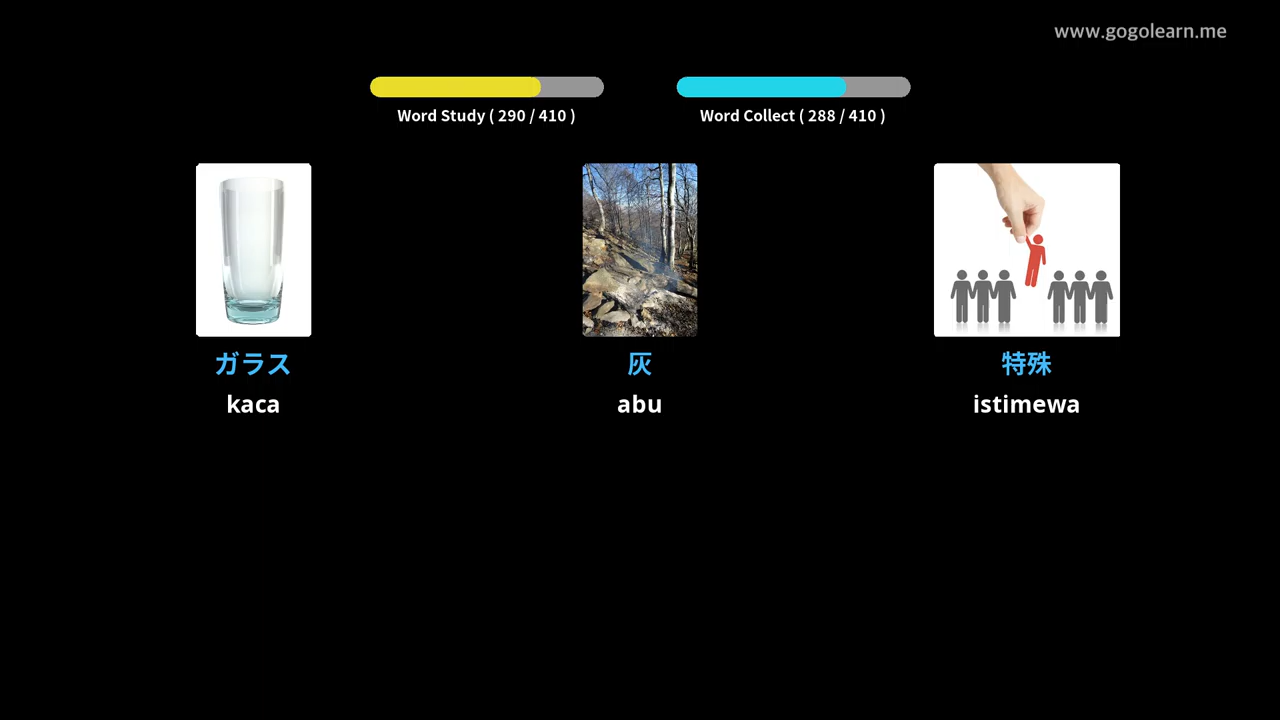 www.gogolearn.me
Word Study ( 290 / 410 )
Word Collect ( 288 / 410 )
ガラス
灰
特殊
kaca
abu
istimewa